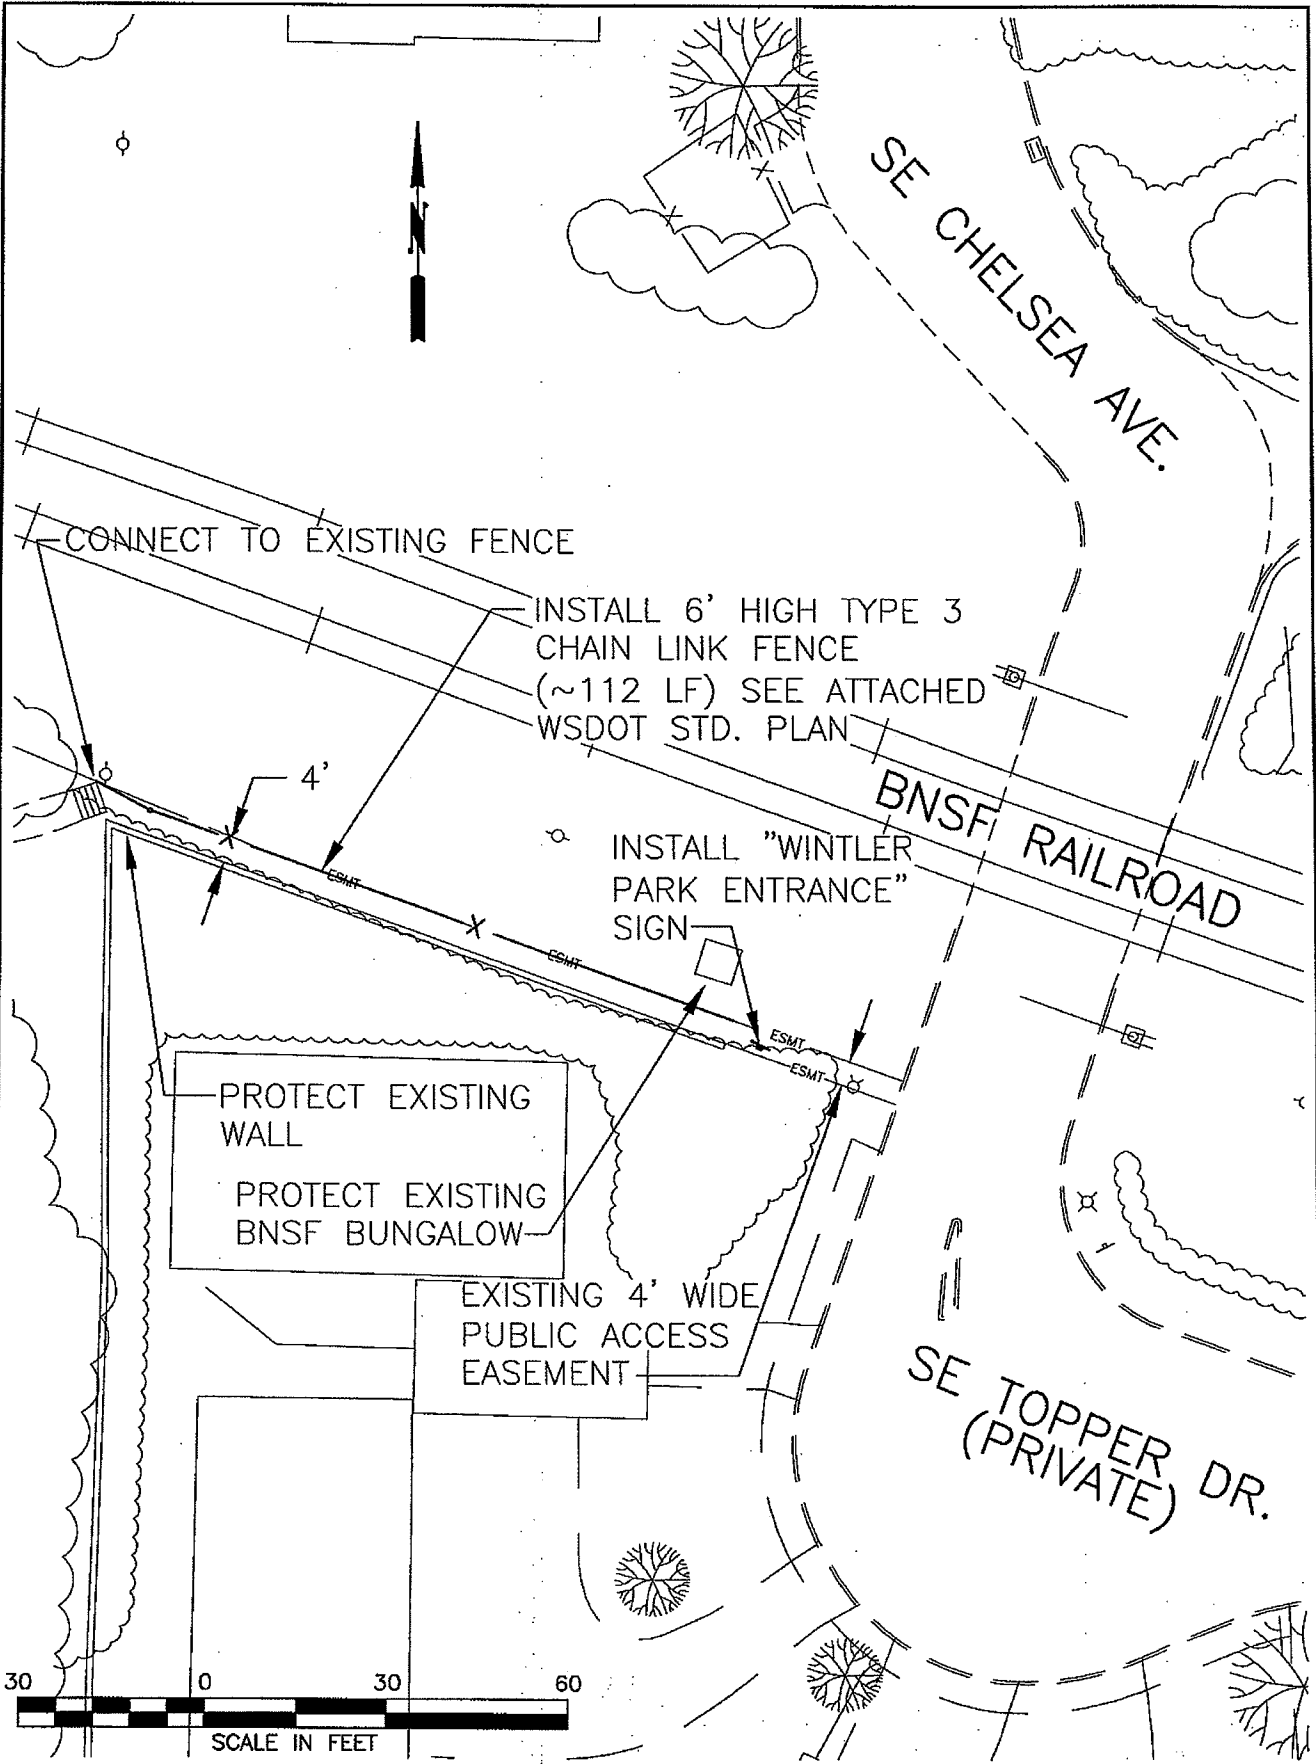 N
SE CHELSEA AVE.
CONNECT TO EXISTING FENCE
INSTALL 6' HIGH TYPE 3
CHAIN LINK FENCE
(~112 LF) SEE ATTACHED
WSDOT STD. PLAN
4'
BNSF RAILROAD
INSTALL "WINTLER
PARK ENTRANCE"
SIGN
ESMT
ESMT
ESMT
ESMT
PROTECT EXISTING
WALL
PROTECT EXISTING
BNSF BUNGALOW
EXISTING 4' WIDE
PUBLIC ACCESS
EASEMENT
SE TOPPER DR.
(PRIVATE)
30 0 30 60
SCALE IN FEET